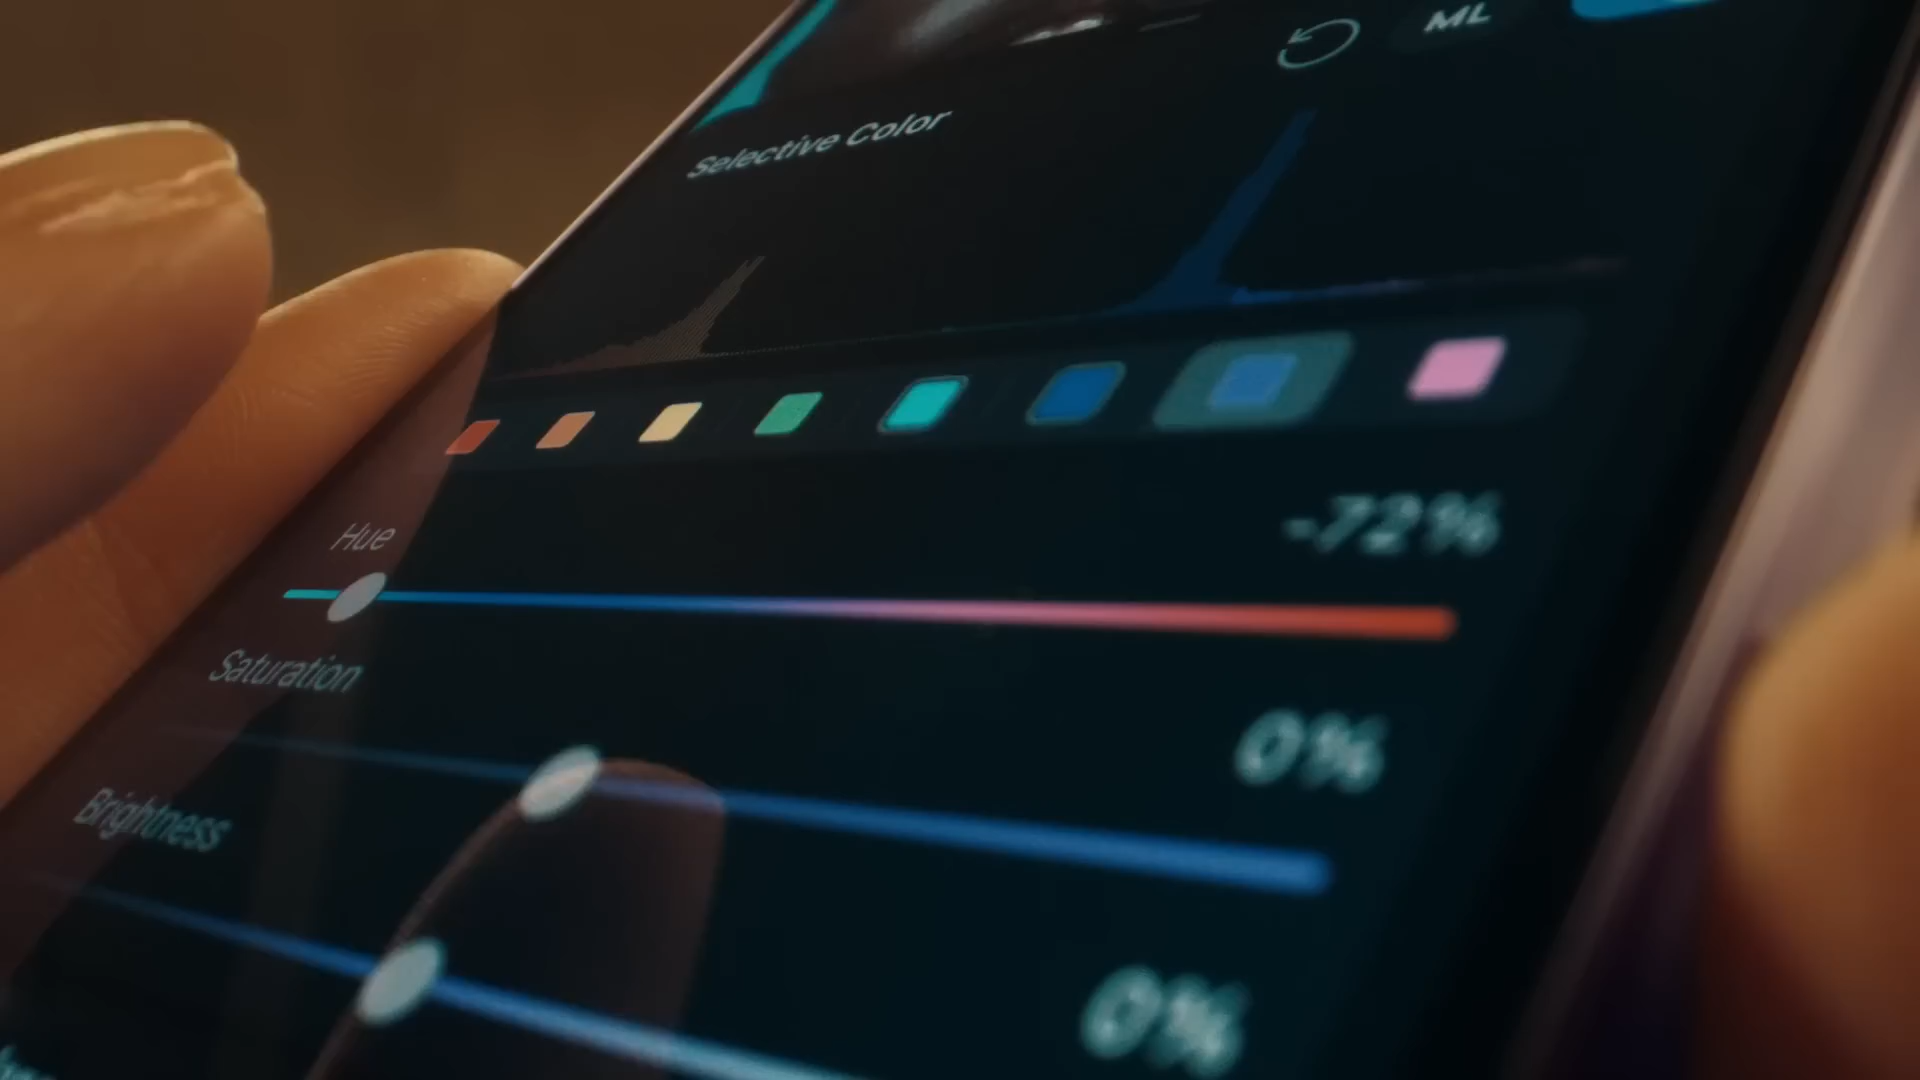 ML
Selective Color
Hue
-72%
Saturation
0%
Brightness
0%